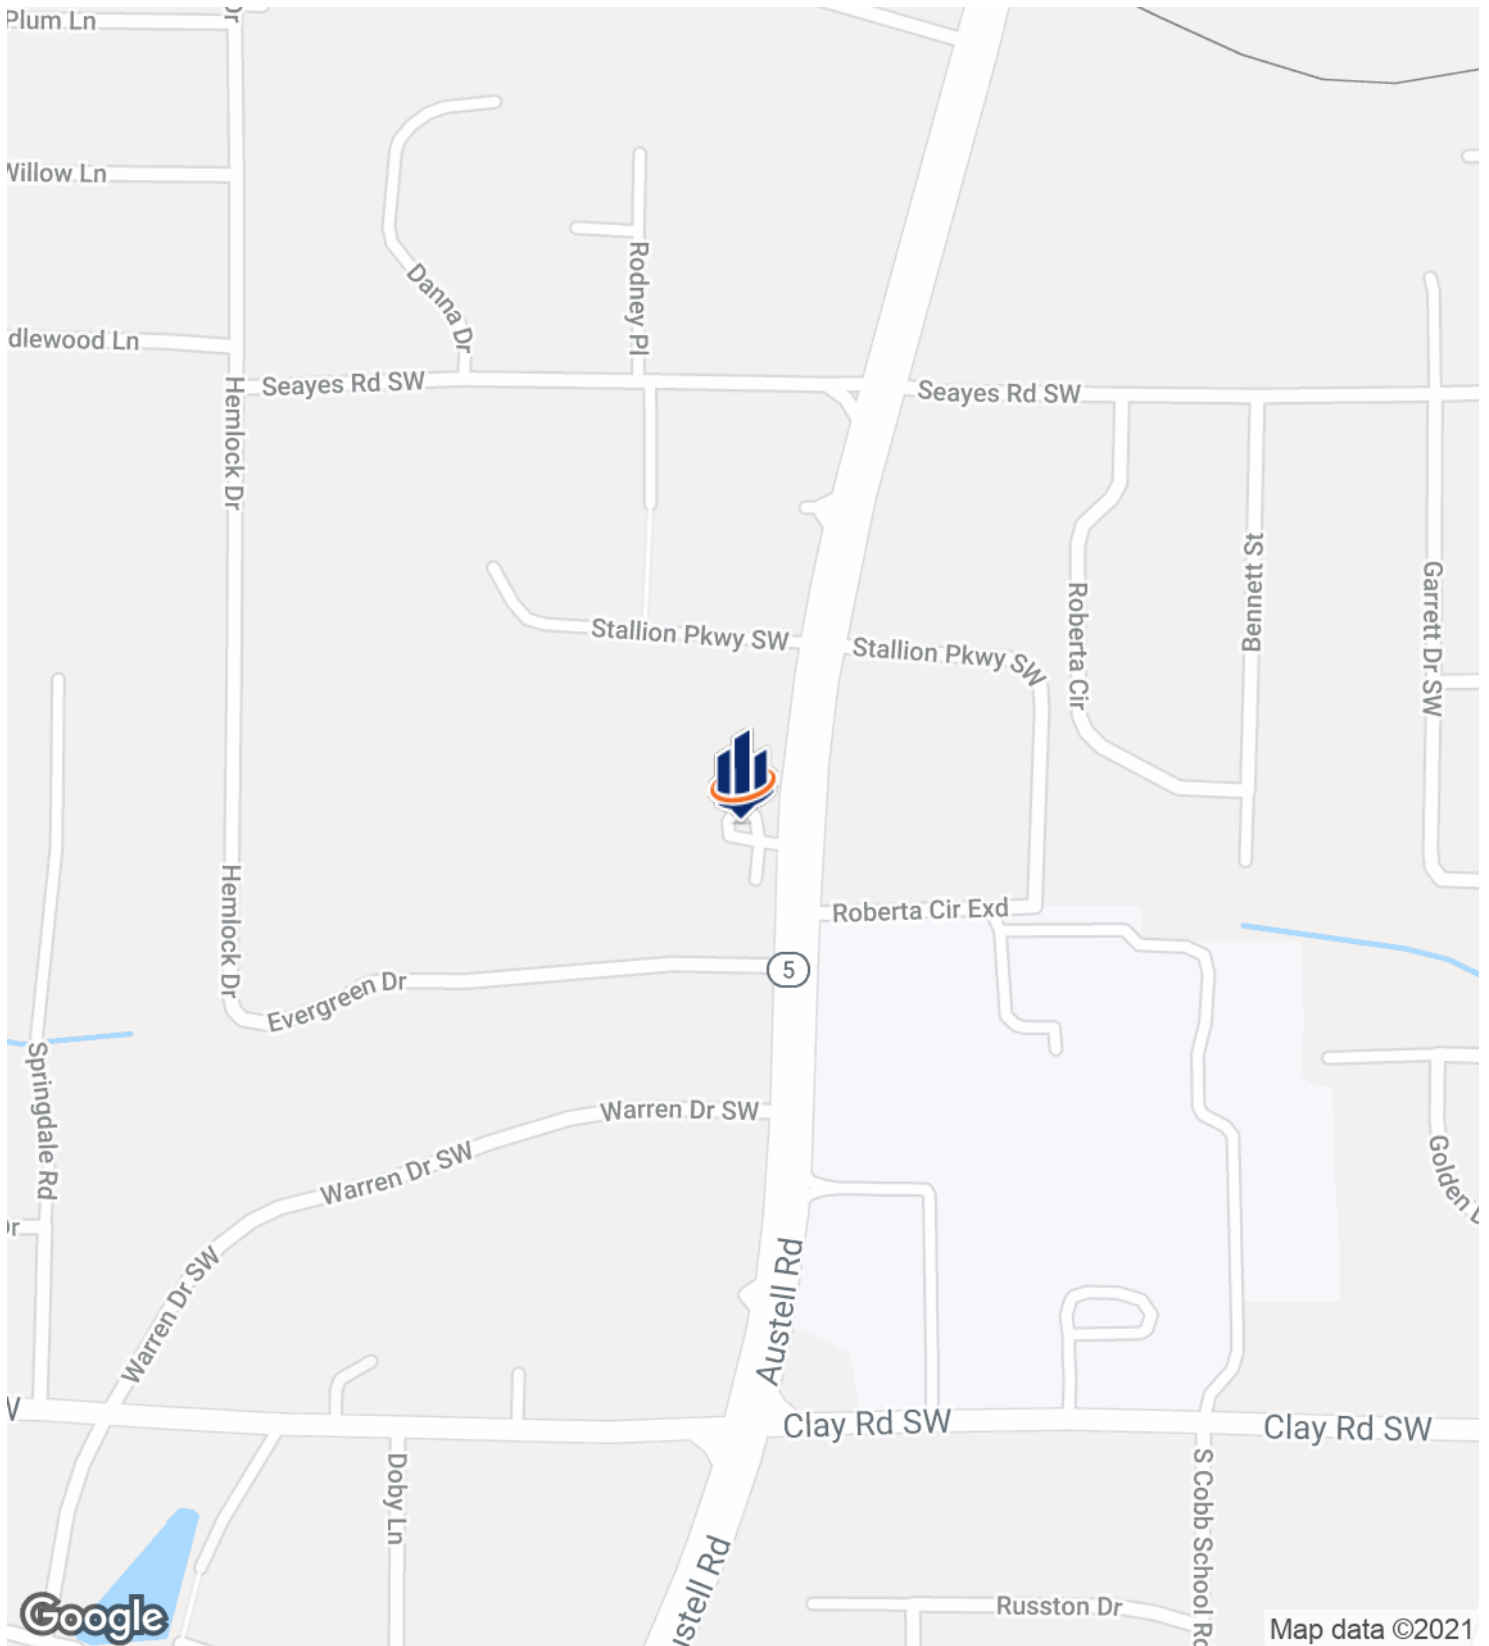 Plum Ln
Dr
Willow Ln
Danna Dr
Rodney Pl
dlewood Ln
Seayes Rd SW
Seayes Rd SW
Hemlock Dr
Bennett St
Garrett Dr SW
Roberta Cir
Stallion Pkwy SW
Stallion Pkwy SW
Hemlock Dr
Roberta Cir Exd
5
Evergreen Dr
Springdale Rd
Warren Dr SW
Warren Dr SW
Golden D
Dr
Warren Dr SW
Austell Rd
W
Clay Rd SW
Clay Rd SW
Doby Ln
S Cobb School Rd
ustell Rd
Russton Dr
Google
Map data ©2021